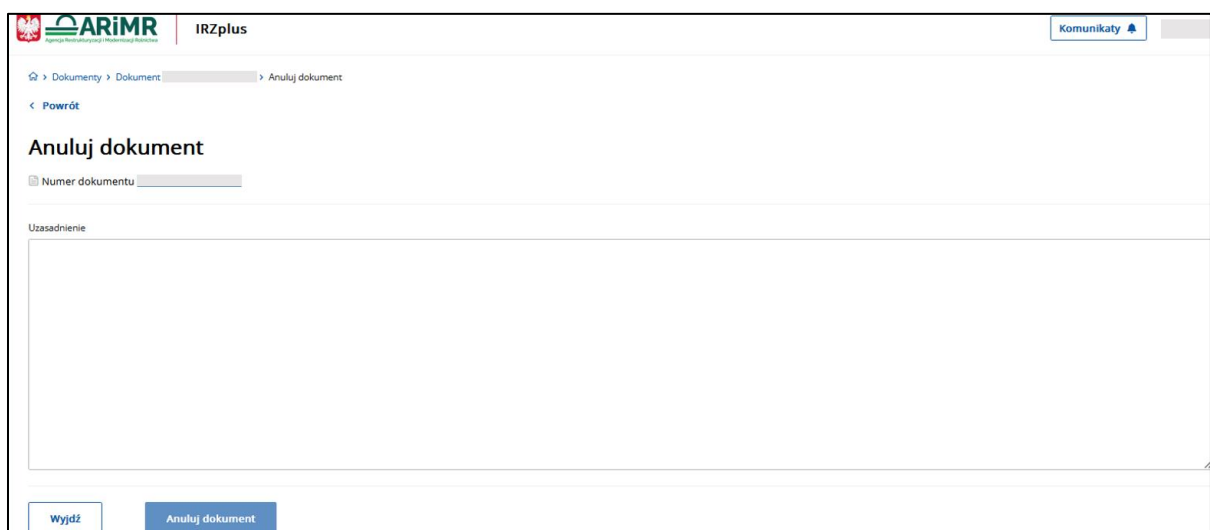 ARiMR
Agencja Restrukturyzacji i Modernizacji Rolnictwa
IRZplus
Komunikaty
Dokumenty > Dokument > Anuluj dokument
< Powrót
Anuluj dokument
Numer dokumentu
Uzasadnienie
Wyjdź
Anuluj dokument